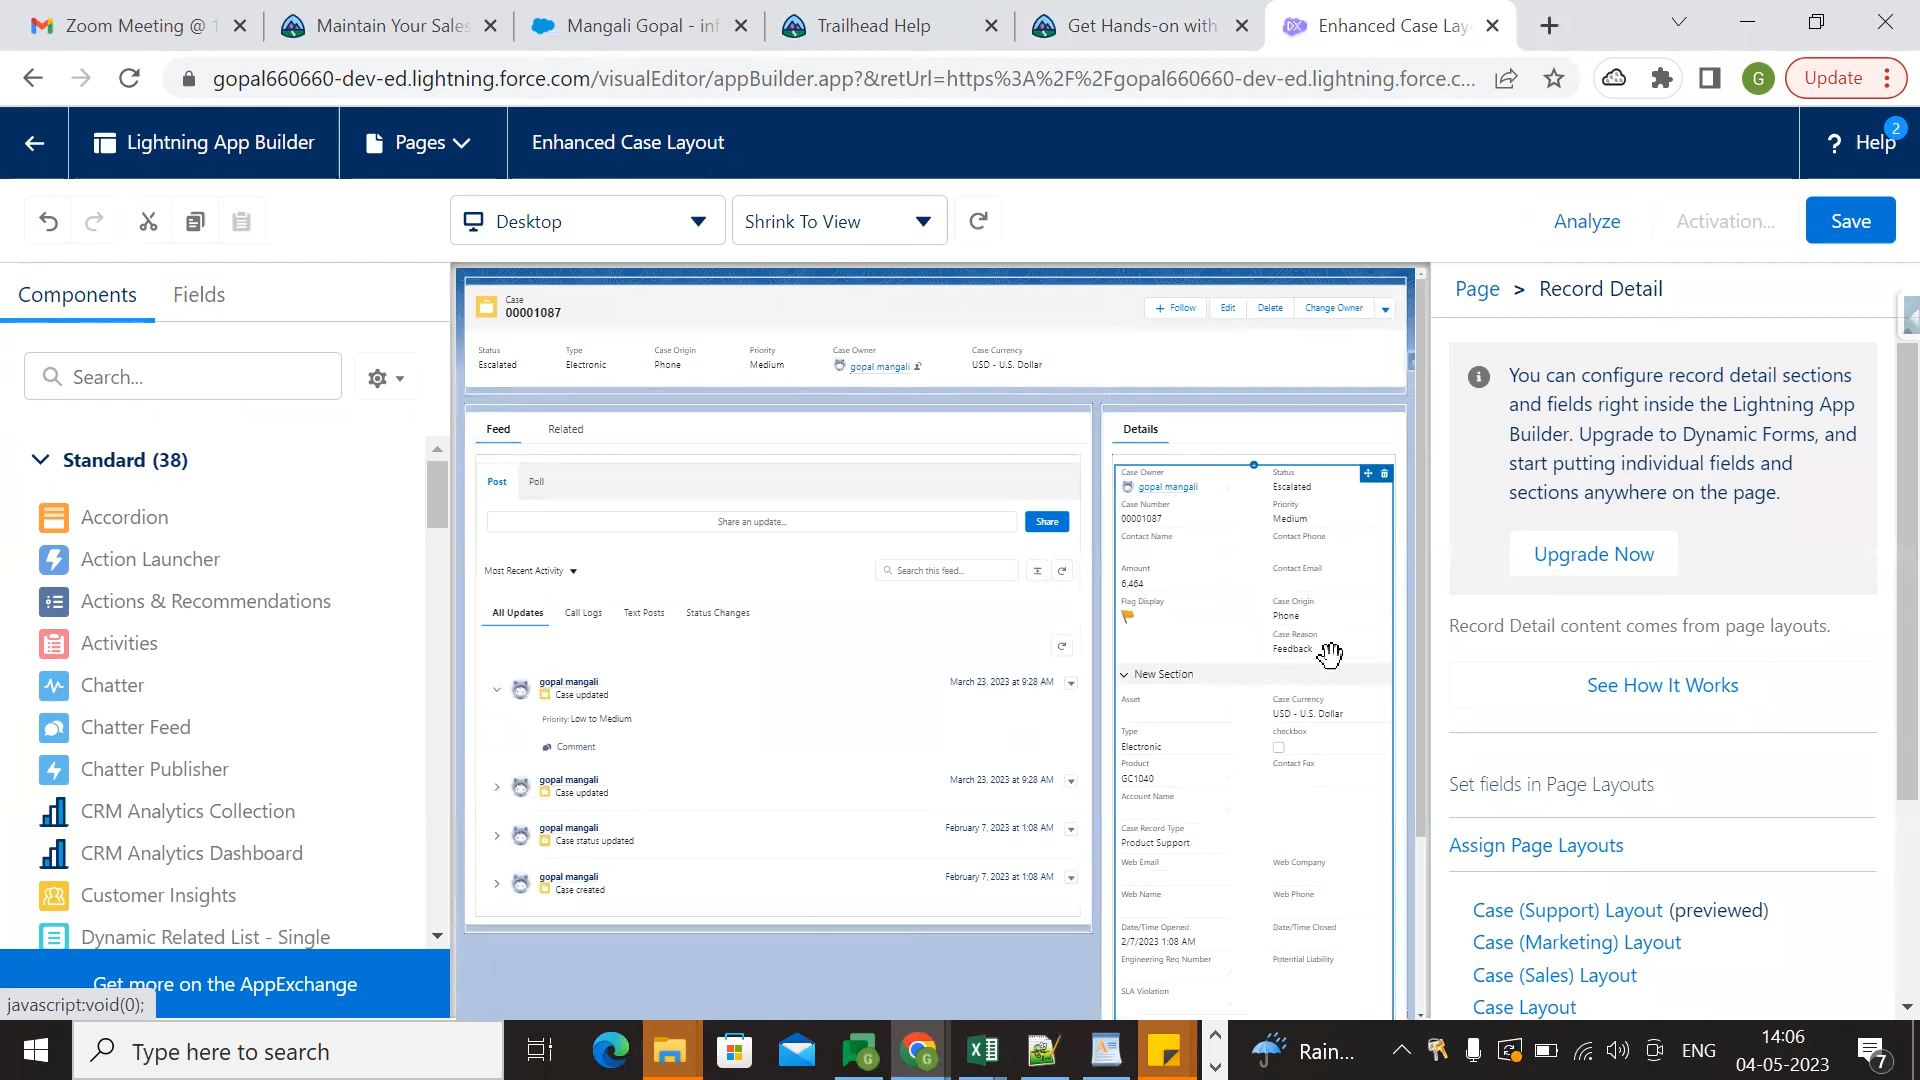 Zoom Meeting @ 1
Maintain Your Sales
Mangali Gopal - inf
Trailhead Help
Get Hands-on with
Enhanced Case Lay
gopal660660-dev-ed.lightning.force.com/visualEditor/appBuilder.app?&retUrl=https%3A%2F%2Fgopal660660-dev-ed.lightning.force.c...
G
Update
Lightning App Builder
Pages
Enhanced Case Layout
? Help
2
Desktop
Shrink To View
Analyze
Activation...
Save
Components
Fields
Search...
Standard (38)
Accordion
Action Launcher
Actions & Recommendations
Activities
Chatter
Chatter Feed
Chatter Publisher
CRM Analytics Collection
CRM Analytics Dashboard
Customer Insights
Dynamic Related List - Single
Get more on the AppExchange
javascript:void(0);
Case
00001087
+ Follow
Edit
Delete
Change Owner
Status
Escalated
Type
Electronic
Case Origin
Phone
Priority
Medium
Case Owner
gopal mangali
Case Currency
USD - U.S. Dollar
Feed
Related
Post
Poll
Share an update...
Share
Most Recent Activity
Search this feed...
All Updates
Call Logs
Text Posts
Status Changes
gopal mangali
Case updated
March 23, 2023 at 9:28 AM
Priority: Low to Medium
Comment
gopal mangali
Case updated
March 23, 2023 at 9:28 AM
gopal mangali
Case status updated
February 7, 2023 at 1:08 AM
gopal mangali
Case created
February 7, 2023 at 1:08 AM
Details
Case Owner
gopal mangali
Status
Escalated
Case Number
00001087
Priority
Medium
Contact Name
Contact Phone
Amount
6,464
Contact Email
Flag Display
Case Origin
Phone
Case Reason
Feedback
New Section
Asset
Case Currency
USD - U.S. Dollar
Type
Electronic
checkbox
Product
GC1040
Contact Fax
Account Name
Case Record Type
Product Support
Web Email
Web Company
Web Name
Web Phone
Date/Time Opened
2/7/2023 1:08 AM
Date/Time Closed
Engineering Req Number
Potential Liability
SLA Violation
Page > Record Detail
You can configure record detail sections
and fields right inside the Lightning App
Builder. Upgrade to Dynamic Forms, and
start putting individual fields and
sections anywhere on the page.
Upgrade Now
Record Detail content comes from page layouts.
See How It Works
Set fields in Page Layouts
Assign Page Layouts
Case (Support) Layout (previewed)
Case (Marketing) Layout
Case (Sales) Layout
Case Layout
Type here to search
Rain...
ENG
14:06
04-05-2023
7